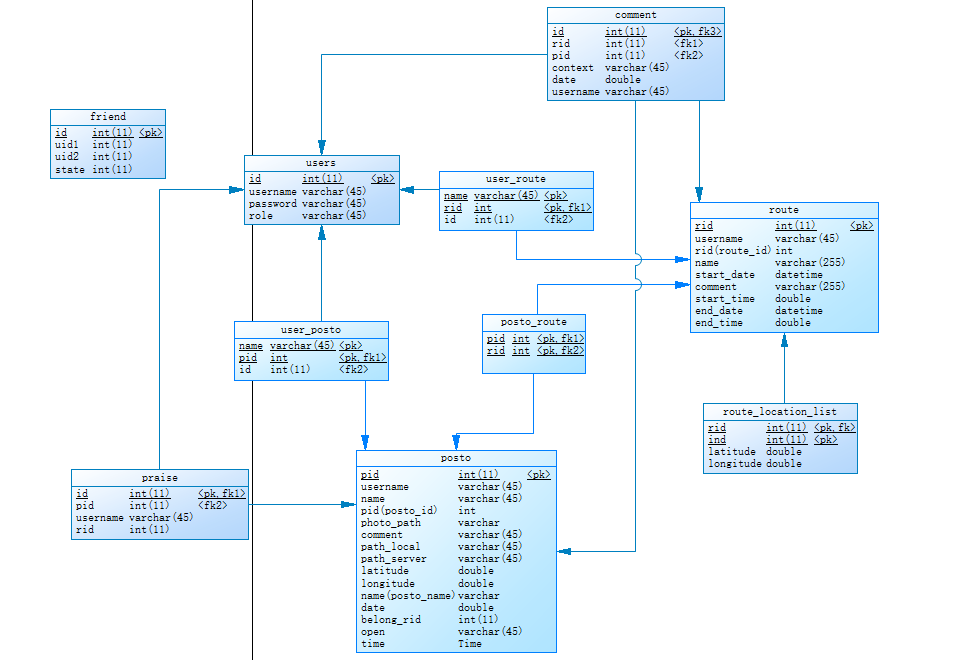 comment
id int(11) <pk,fk3>
rid int(11) <fk1>
pid int(11) <fk2>
context varchar(45)
date double
username varchar(45)
friend
id int(11) <pk>
uid1 int(11)
uid2 int(11)
state int(11)
users
id int(11) <pk>
username varchar(45)
password varchar(45)
role varchar(45)
user_route
name varchar(45) <pk>
rid int <pk,fk1>
id int(11) <fk2>
route
rid int(11) <pk>
username varchar(45)
rid(route_id) int
name varchar(255)
start_date datetime
comment varchar(255)
start_time double
end_date datetime
end_time double
user_posto
name varchar(45) <pk>
pid int <pk,fk1>
id int(11) <fk2>
posto_route
pid int <pk,fk1>
rid int <pk,fk2>
route_location_list
rid int(11) <pk,fk>
ind int(11) <pk>
latitude double
longitude double
praise
id int(11) <pk,fk1>
pid int(11) <fk2>
username varchar(45)
rid int(11)
posto
pid int(11) <pk>
username varchar(45)
name varchar(45)
pid(posto_id) int
photo_path varchar
comment varchar(45)
path_local varchar(45)
path_server varchar(45)
latitude double
longitude double
name(posto_name) varchar
date double
belong_rid int(11)
open varchar(45)
time Time